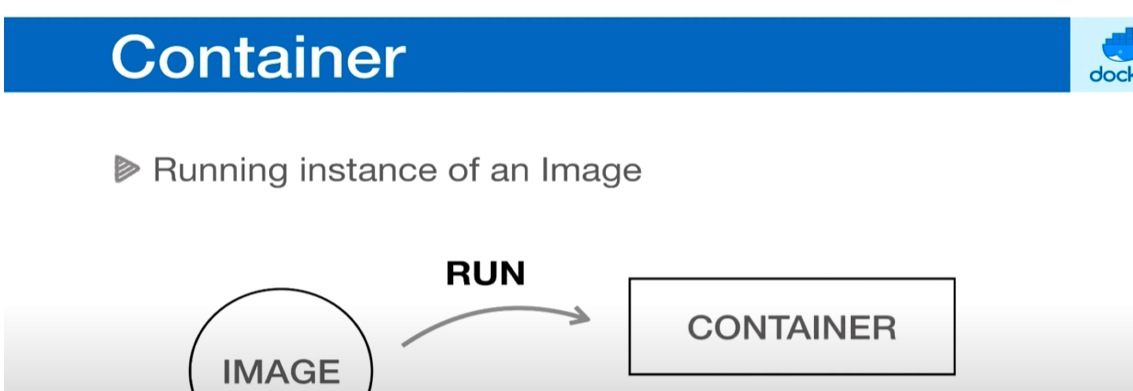 Container
Running instance of an Image
RUN
CONTAINER
IMAGE